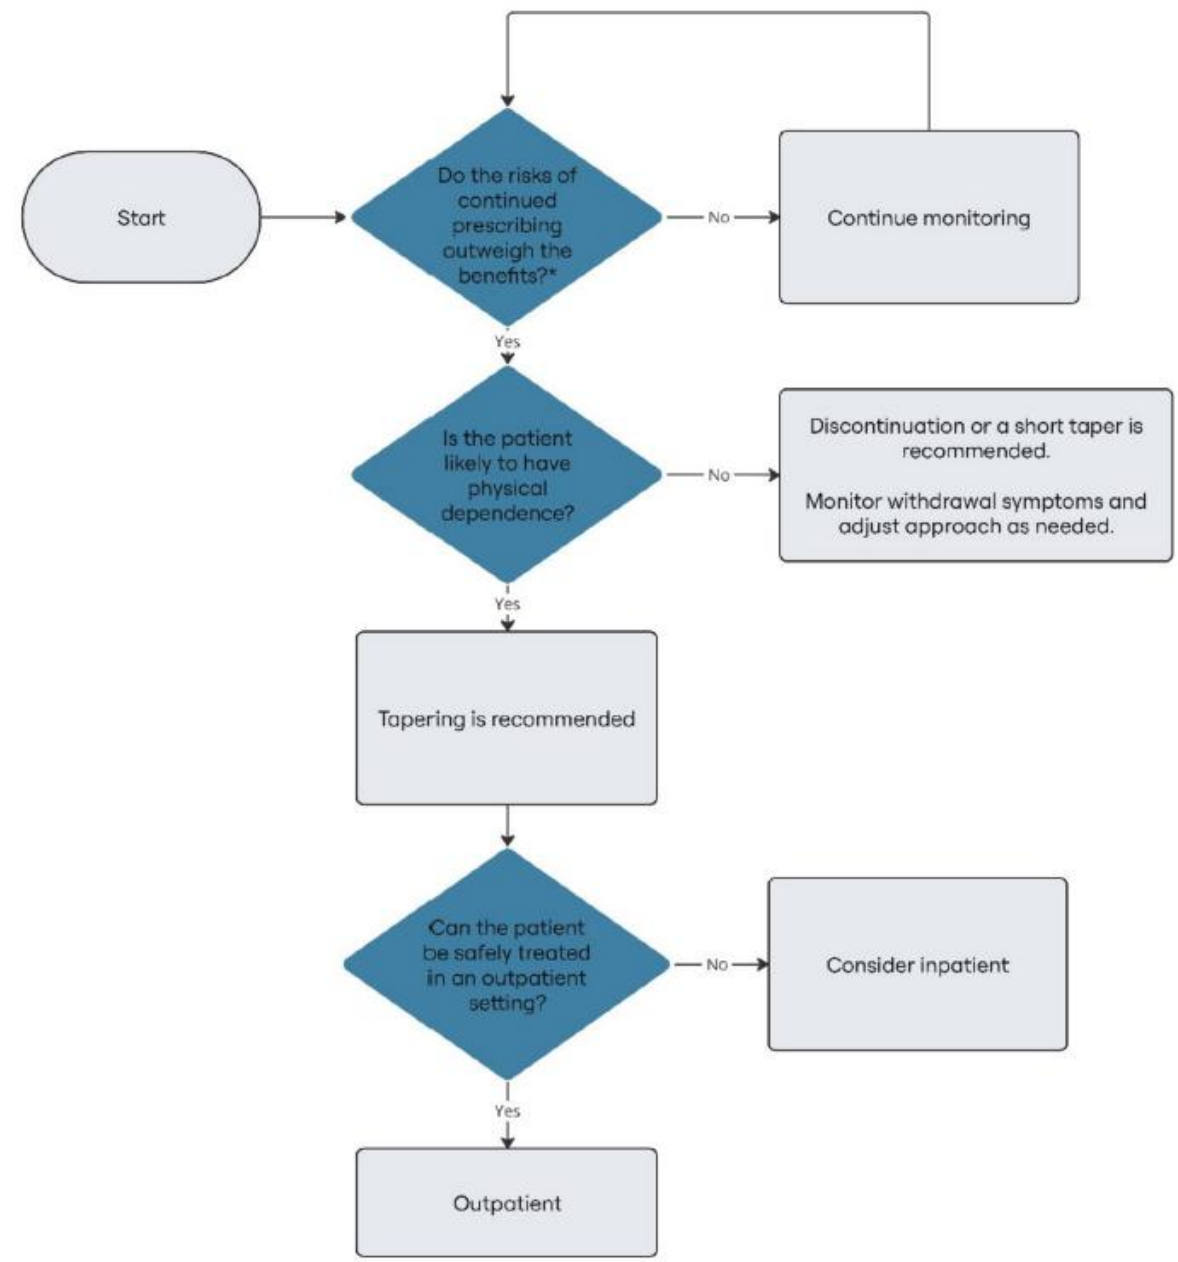 Start
Do the risks of
continued
prescribing
outweigh the
benefits?*
No
Continue monitoring
Yes
Is the patient
likely to have
physical
dependence?
No
Discontinuation or a short taper is
recommended.
Monitor withdrawal symptoms and
adjust approach as needed.
Yes
Tapering is recommended
Can the patient
be safely treated
in an outpatient
setting?
No
Consider inpatient
Yes
Outpatient